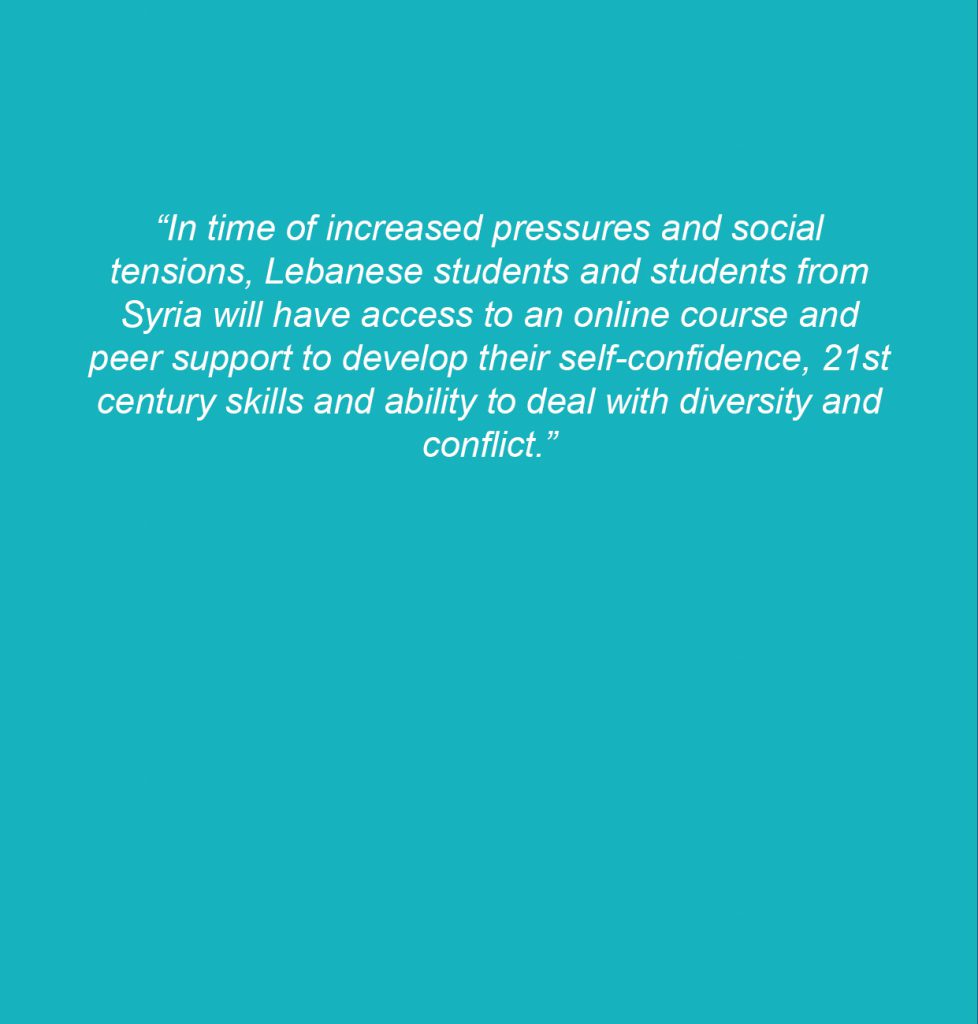 “In time of increased pressures and social
tensions, Lebanese students and students from
Syria will have access to an online course and
peer support to develop their self-confidence, 21st
century skills and ability to deal with diversity and
conflict.”